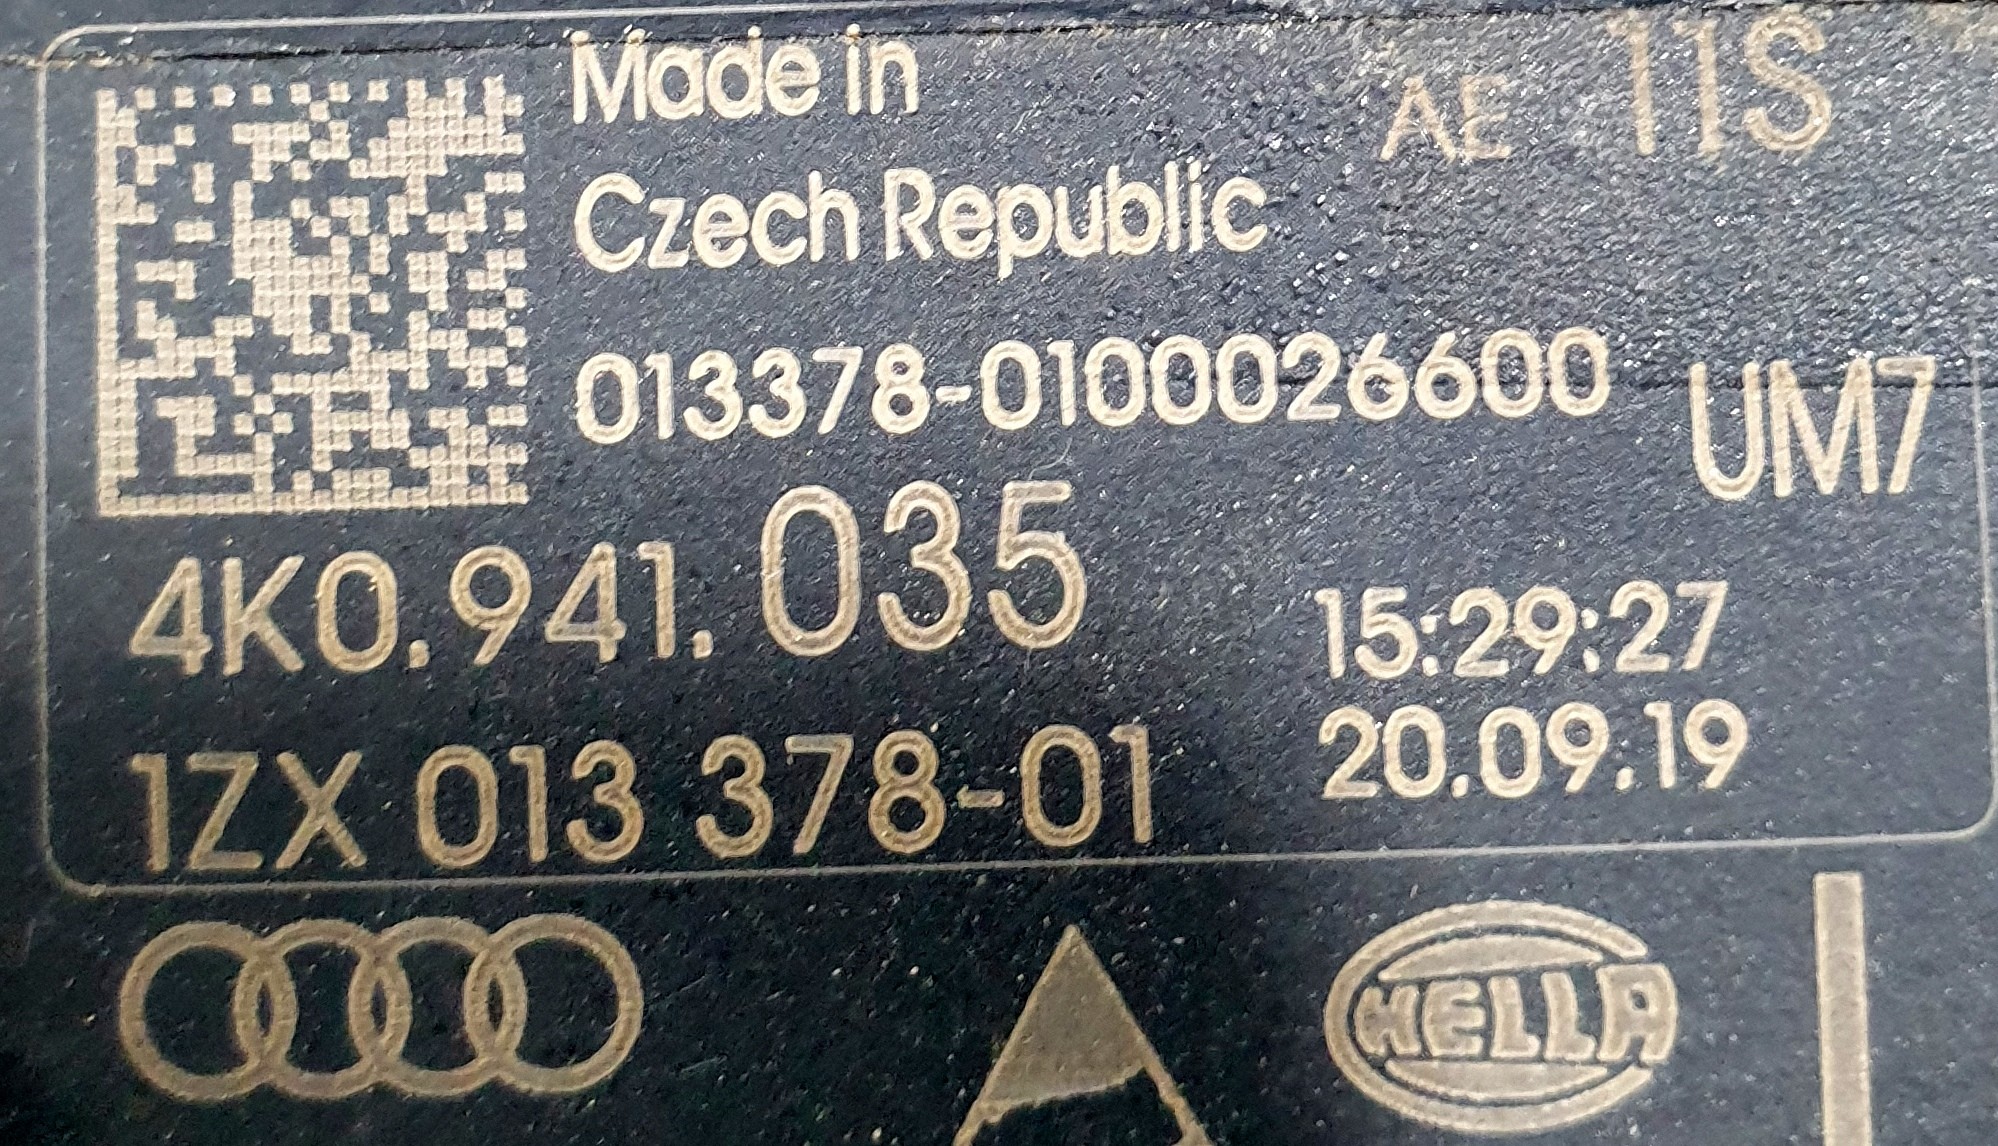 Made in
AE 11S
Czech Republic
013378-0100026600
UM7
4K0.941.035
15:29:27
20.09.19
1ZX 013 378-01
HELLA